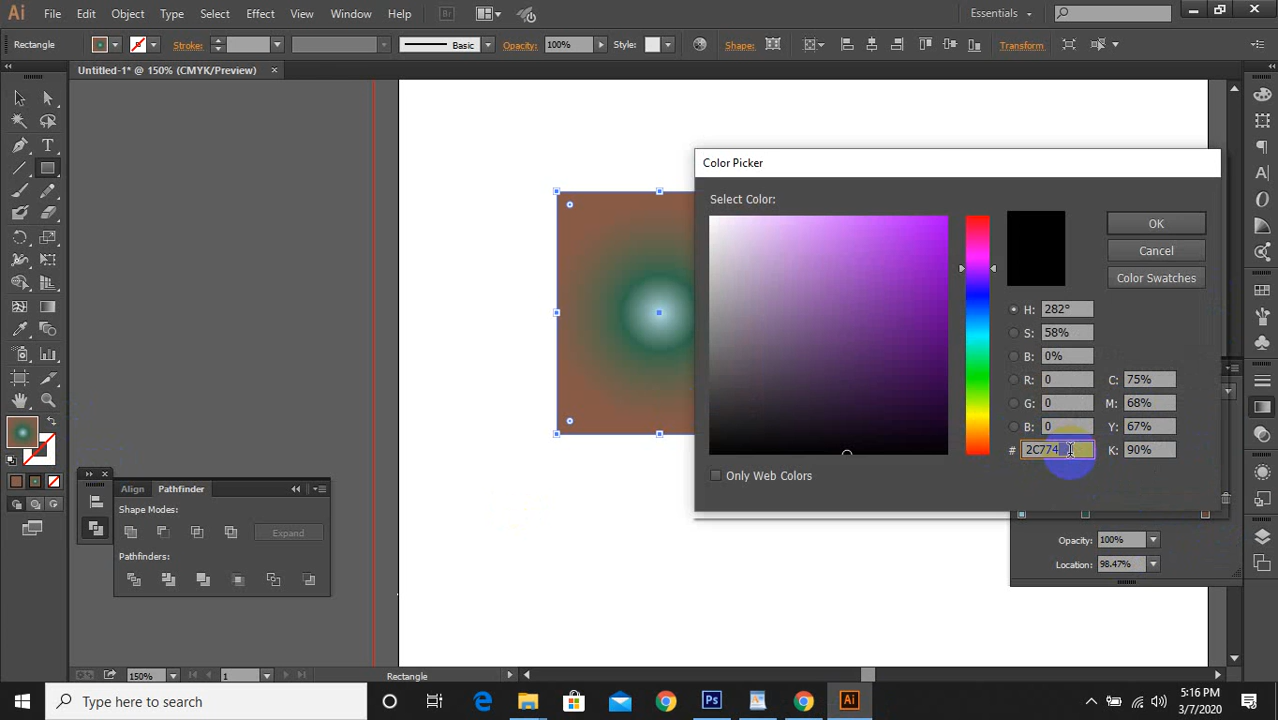 Ai File Edit Object Type Select Effect View Window Help Br Essentials
Rectangle Stroke: Basic Opacity: 100% Style: Shape: Transform
Untitled-1* @ 150% (CMYK/Preview) ×
Color Picker
Select Color:
OK
Cancel
Color Swatches
H: 282°
S: 58%
B: 0%
R: 0 C: 75%
G: 0 M: 68%
B: 0 Y: 67%
# 2C774 K: 90%
Only Web Colors
Align Pathfinder
Shape Modes:
Expand
Pathfinders:
Opacity: 100%
Location: 98.47%
150% 1 Rectangle
Type here to search Ps Ai 5:16 PM
3/7/2020